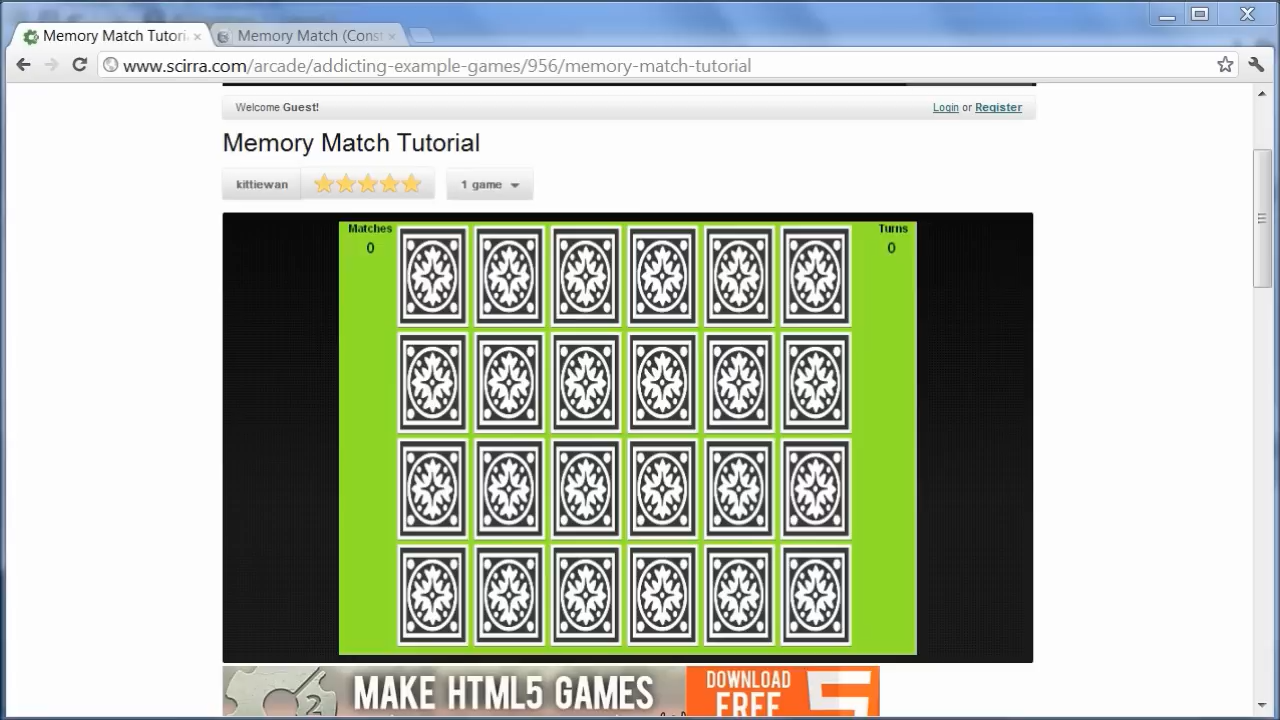 Memory Match Tutori
Memory Match (Const
www.scirra.com/arcade/addicting-example-games/956/memory-match-tutorial
Welcome Guest!
Login or Register
Memory Match Tutorial
kittiewan
1 game
Matches
0
Turns
0
MAKE HTML5 GAMES
DOWNLOAD
FREE
2